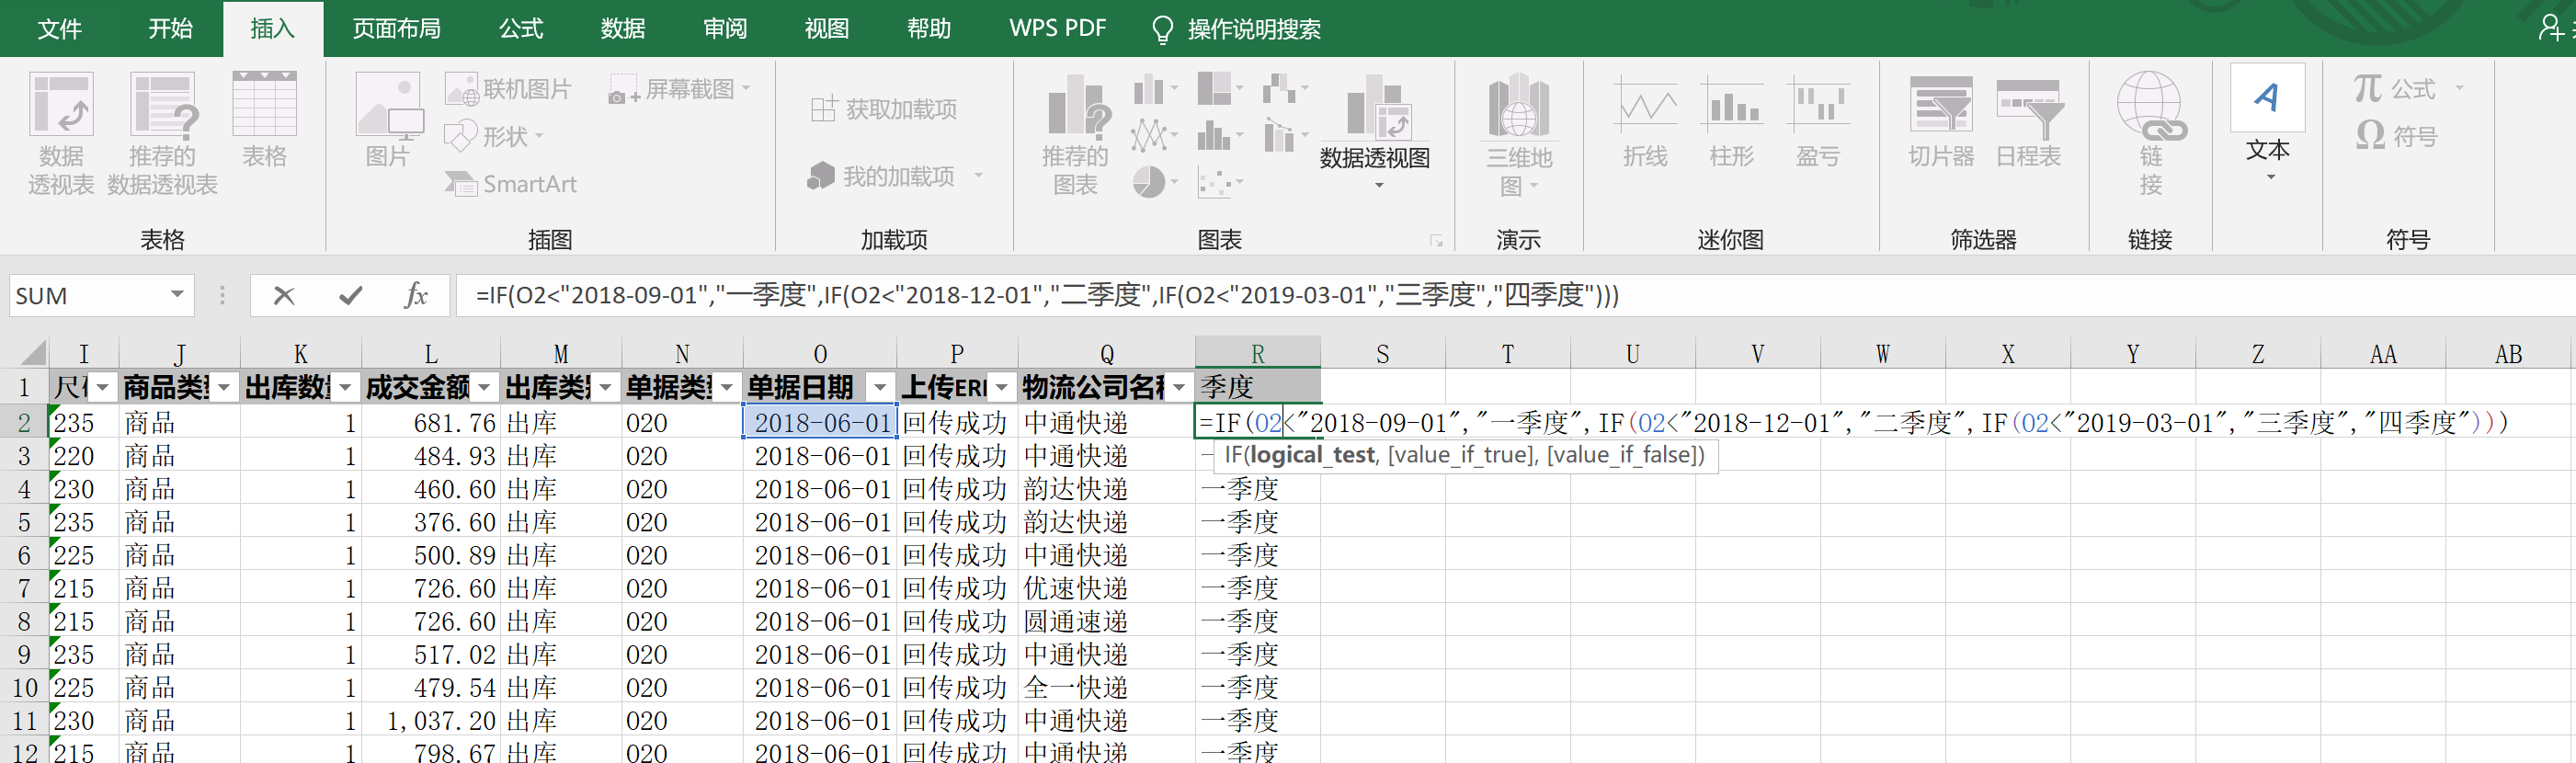 文件 开始 插入 页面布局 公式 数据 审阅 视图 帮助 WPS PDF 操作说明搜索
数据透视表 推荐的数据透视表 表格 图片 联机图片 形状 SmartArt 屏幕截图 获取加载项 我的加载项 推荐的图表 数据透视图 三维地图 折线 柱形 盈亏 切片器 日程表 链接 A 文本 π 公式 Ω 符号
表格 插图 加载项 图表 演示 迷你图 筛选器 链接 符号
SUM fx =IF(O2<"2018-09-01","一季度",IF(O2<"2018-12-01","二季度",IF(O2<"2019-03-01","三季度","四季度")))
I J K L M N O P Q R S T U V W X Y Z AA AB
1 尺 商品类 出库数 成交金额 出库类 单据类 单据日期 上传ER 物流公司名 季度
2 235 商品 1 681.76 出库 020 2018-06-01 回传成功 中通快递 =IF(O2<"2018-09-01","一季度",IF(O2<"2018-12-01","二季度",IF(O2<"2019-03-01","三季度","四季度")))
3 220 商品 1 484.93 出库 020 2018-06-01 回传成功 中通快递 IF(logical_test, [value_if_true], [value_if_false])
4 230 商品 1 460.60 出库 020 2018-06-01 回传成功 韵达快递 一季度
5 235 商品 1 376.60 出库 020 2018-06-01 回传成功 韵达快递 一季度
6 225 商品 1 500.89 出库 020 2018-06-01 回传成功 中通快递 一季度
7 215 商品 1 726.60 出库 020 2018-06-01 回传成功 优速快递 一季度
8 215 商品 1 726.60 出库 020 2018-06-01 回传成功 圆通速递 一季度
9 235 商品 1 517.02 出库 020 2018-06-01 回传成功 中通快递 一季度
10 225 商品 1 479.54 出库 020 2018-06-01 回传成功 全一快递 一季度
11 230 商品 1 1,037.20 出库 020 2018-06-01 回传成功 中通快递 一季度
12 215 商品 1 798.67 出库 020 2018-06-01 回传成功 中通快递 一季度